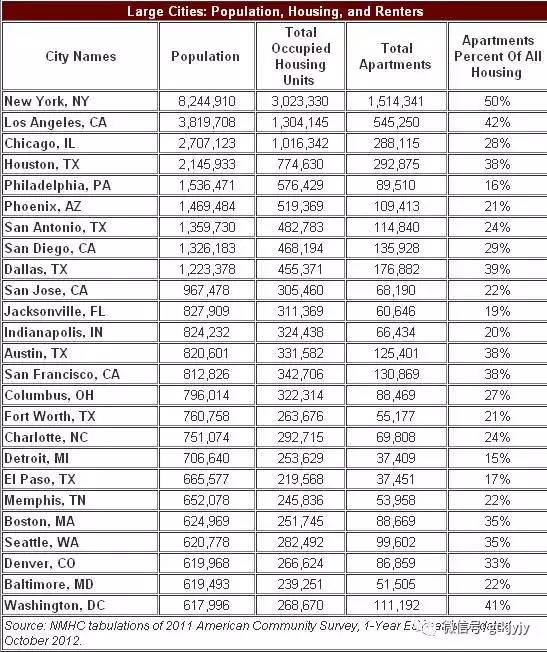 Large Cities: Population, Housing, and Renters
City Names Population Total Occupied Housing Units Total Apartments Apartments Percent Of All Housing
New York, NY 8,244,910 3,023,330 1,514,341 50%
Los Angeles, CA 3,819,708 1,304,145 545,250 42%
Chicago, IL 2,707,123 1,016,342 288,115 28%
Houston, TX 2,145,933 774,630 292,875 38%
Philadelphia, PA 1,536,471 576,429 89,510 16%
Phoenix, AZ 1,469,484 519,369 109,413 21%
San Antonio, TX 1,359,730 482,783 114,840 24%
San Diego, CA 1,326,183 468,194 135,928 29%
Dallas, TX 1,223,378 455,371 176,882 39%
San Jose, CA 967,478 305,460 68,190 22%
Jacksonville, FL 827,909 311,369 60,646 19%
Indianapolis, IN 824,232 324,438 66,434 20%
Austin, TX 820,601 331,582 125,401 38%
San Francisco, CA 812,826 342,706 130,869 38%
Columbus, OH 796,014 322,314 88,469 27%
Fort Worth, TX 760,758 263,676 55,177 21%
Charlotte, NC 751,074 292,715 69,808 24%
Detroit, MI 706,640 253,629 37,409 15%
El Paso, TX 665,577 219,568 37,451 17%
Memphis, TN 652,078 245,836 53,958 22%
Boston, MA 624,969 251,745 88,669 35%
Seattle, WA 620,778 282,492 99,602 35%
Denver, CO 619,968 266,624 86,859 33%
Baltimore, MD 619,493 239,251 51,505 22%
Washington, DC 617,996 268,670 111,192 41%
Source: NMHC tabulations of 2011 American Community Survey, 1-Year
October 2012.
微信号